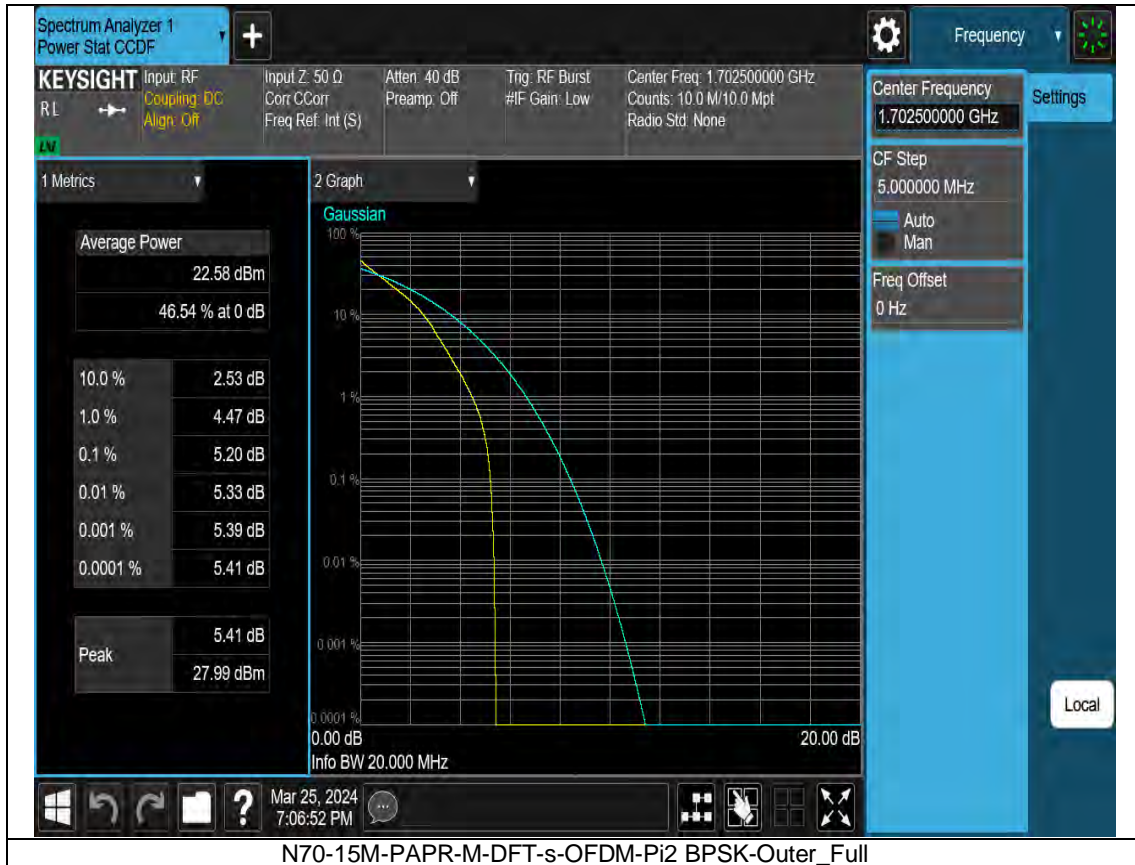 Spectrum Analyzer 1
Power Stat CCDF
+
Frequency
KEYSIGHT
RL
LXI
Input: RF
Coupling: DC
Align: Off
Input Z: 50 Ω
Corr CCorr
Freq Ref: Int (S)
Atten: 40 dB
Preamp: Off
Trig: RF Burst
#IF Gain: Low
Center Freq: 1.702500000 GHz
Counts: 10.0 M/10.0 Mpt
Radio Std: None
Center Frequency
1.702500000 GHz
Settings
CF Step
5.000000 MHz
Auto
Man
Freq Offset
0 Hz
Local
1 Metrics
Average Power
22.58 dBm
46.54 % at 0 dB
10.0 % 2.53 dB
1.0 % 4.47 dB
0.1 % 5.20 dB
0.01 % 5.33 dB
0.001 % 5.39 dB
0.0001 % 5.41 dB
Peak
5.41 dB
27.99 dBm
2 Graph
Gaussian
100 %
10 %
1 %
0.1 %
0.01 %
0.001 %
0.0001 %
0.00 dB 20.00 dB
Info BW 20.000 MHz
?
Mar 25, 2024
7:06:52 PM
N70-15M-PAPR-M-DFT-s-OFDM-Pi2 BPSK-Outer_Full